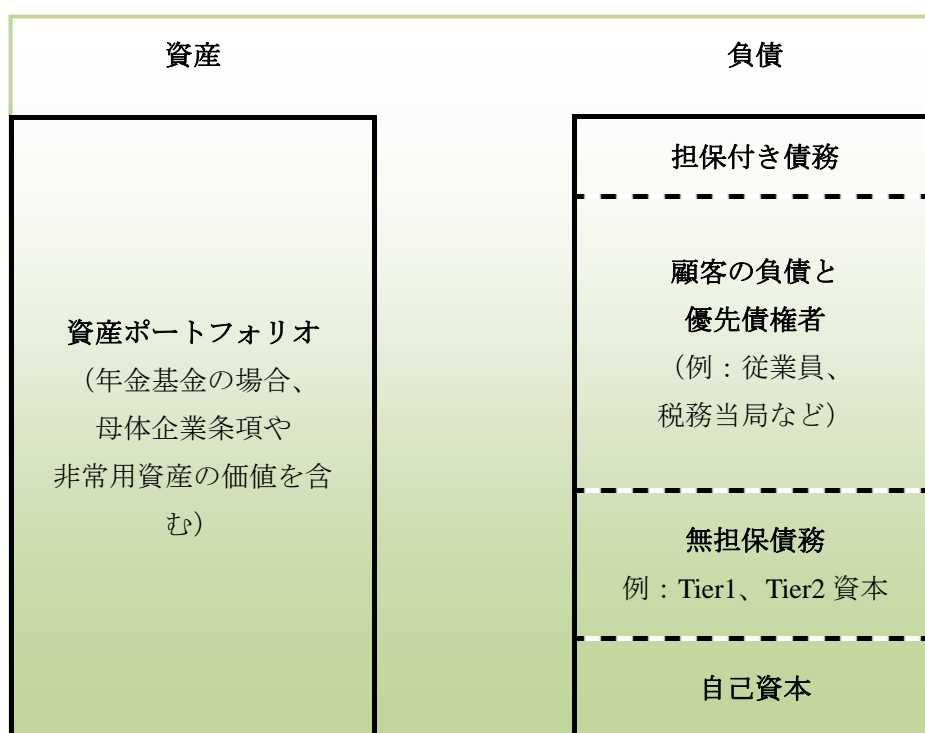 資産
負債
資産ポートフォリオ
（年金基金の場合、
母体企業条項や
非常用資産の価値を含
む）
担保付き債務
顧客の負債と
優先債権者
（例：従業員、
税務当局など）
無担保債務
例：Tier1、Tier2 資本
自己資本